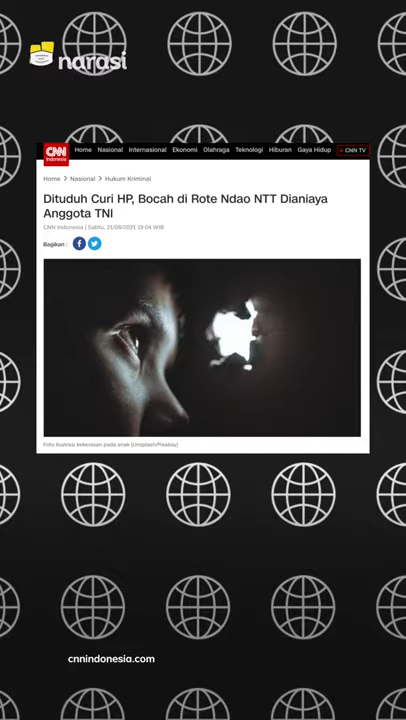 narasi
CNN
Indonesia
Home Nasional Internasional Ekonomi Olahraga Teknologi Hiburan Gaya Hidup CNN TV
Home > Nasional > Hukum Kriminal
Dituduh Curi HP, Bocah di Rote Ndao NTT Dianiaya
Anggota TNI
CNN Indonesia | Sabtu, 21/08/2021 19:04 WIB
Bagikan :
Foto ilustrasi kekerasan pada anak (Unsplash/Pixabay)
cnnindonesia.com